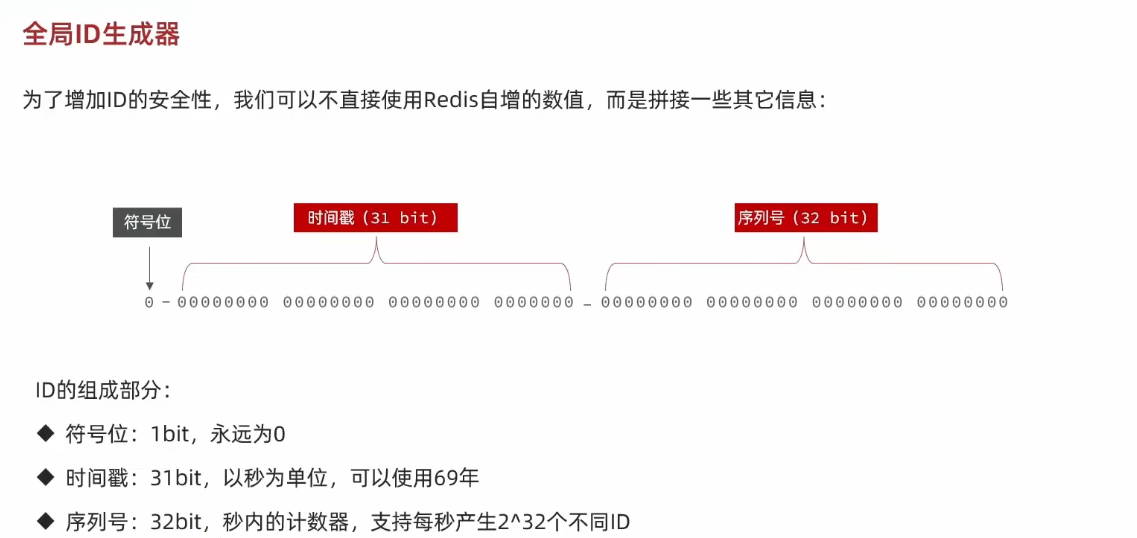 全局ID生成器
为了增加ID的安全性，我们可以不直接使用Redis自增的数值，而是拼接一些其它信息：
符号位 时间戳（31 bit） 序列号（32 bit）
0 - 00000000 00000000 00000000 0000000 - 00000000 00000000 00000000 00000000
ID的组成部分：
◆ 符号位：1bit，永远为0
◆ 时间戳：31bit，以秒为单位，可以使用69年
◆ 序列号：32bit，秒内的计数器，支持每秒产生2^32个不同ID